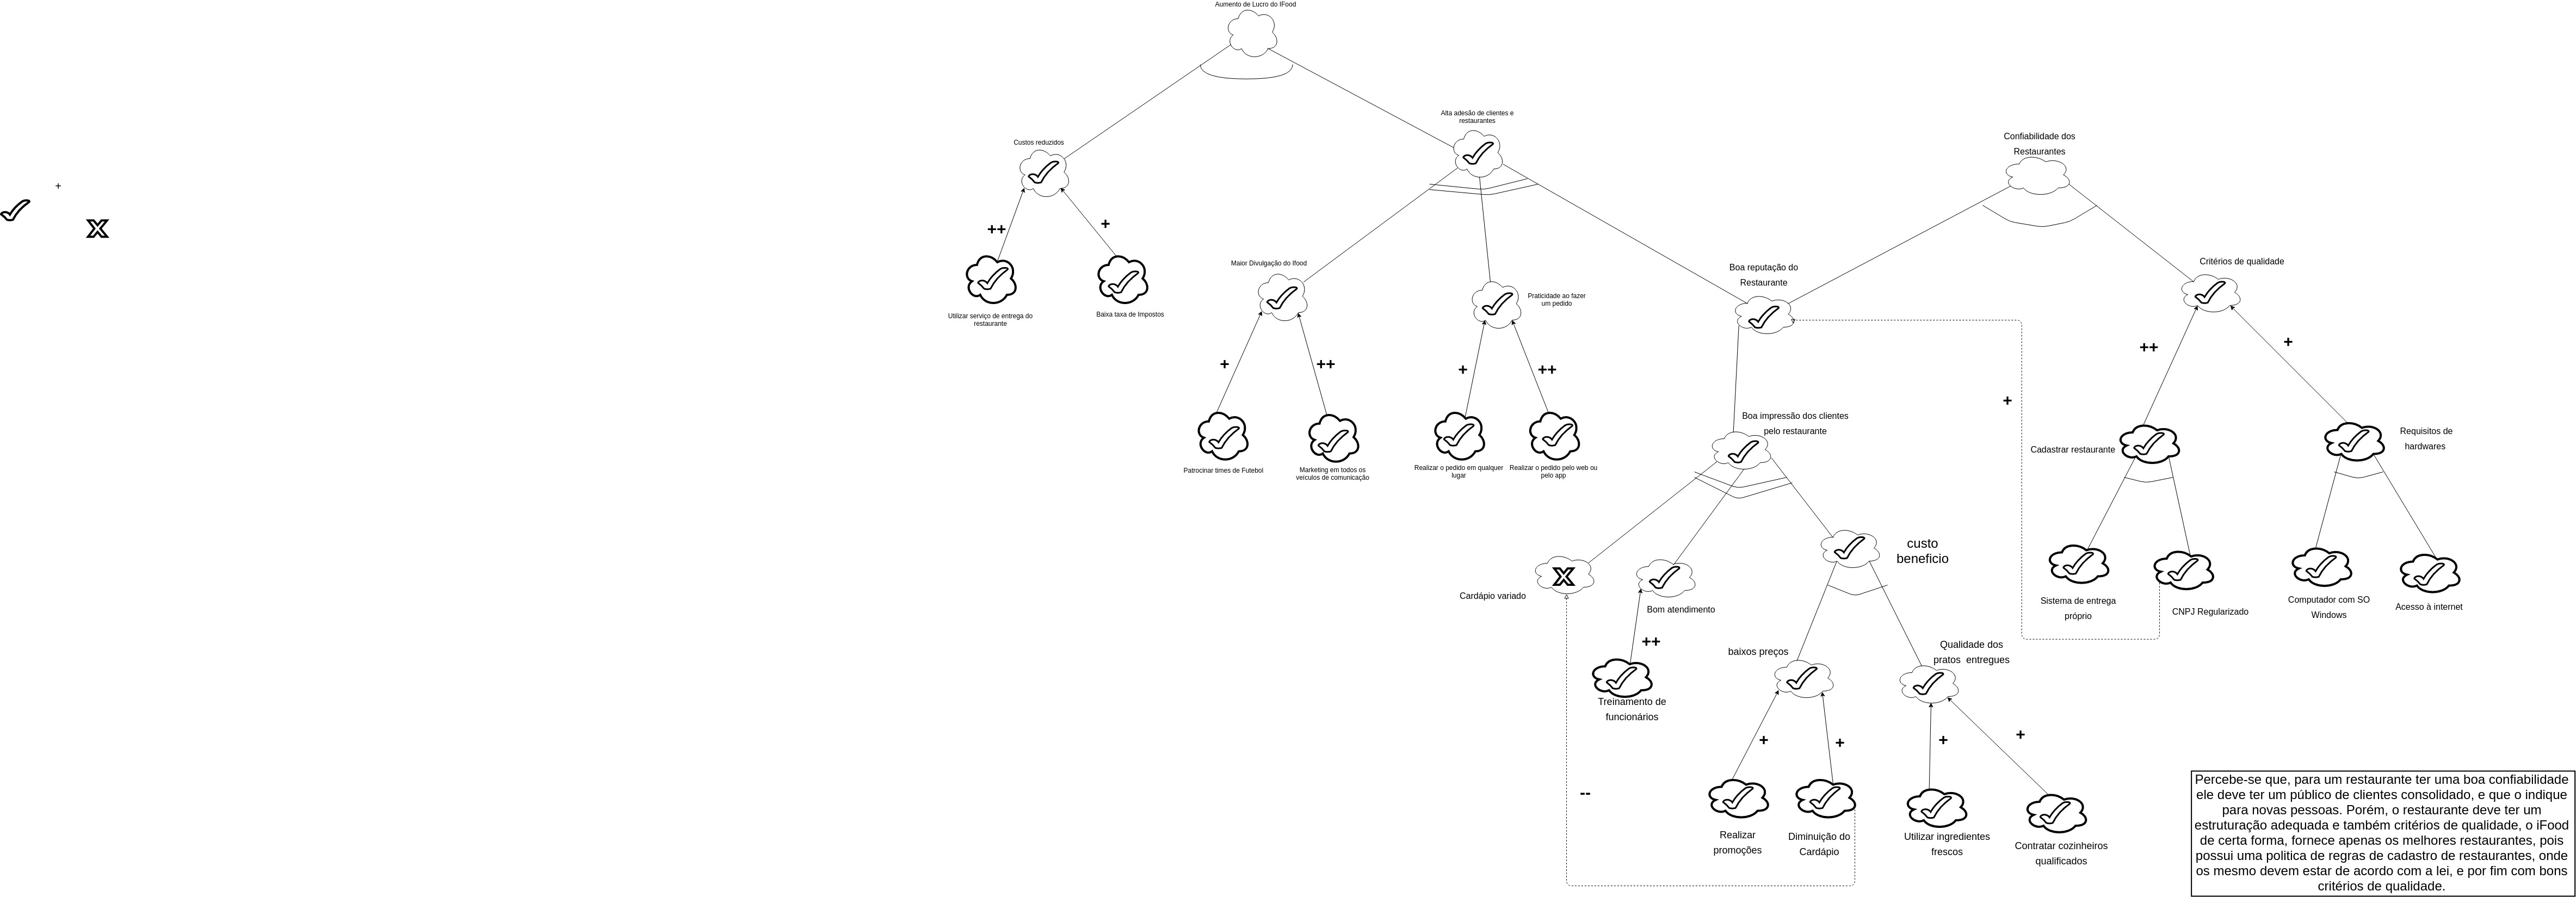 Aumento de Lucro do IFood
Alta adesão de clientes e
restaurantes
Confiabilidade dos
Restaurantes
Custos reduzidos
+
++
+
Maior Divulgação do Ifood
Boa reputação do
Restaurante
Critérios de qualidade
Praticidade ao fazer
um pedido
Utilizar serviço de entrega do
restaurante
Baixa taxa de Impostos
+
++
+
++
++
+
+
Boa impressão dos clientes
pelo restaurante
Cadastrar restaurante
Requisitos de
hardwares
Patrocinar times de Futebol
Marketing em todos os
veículos de comunicação
Realizar o pedido em qualquer
lugar
Realizar o pedido pelo web ou
pelo app
custo
beneficio
Cardápio variado
Bom atendimento
Sistema de entrega
próprio
CNPJ Regularizado
Computador com SO
Windows
Acesso à internet
++
baixos preços
Qualidade dos
pratos  entregues
Treinamento de
funcionários
+
+
+
+
--
Realizar
promoções
Diminuição do
Cardápio
Utilizar ingredientes
frescos
Contratar cozinheiros
qualificados
Percebe-se que, para um restaurante ter uma boa confiabilidade
ele deve ter um público de clientes consolidado, e que o indique
para novas pessoas. Porém, o restaurante deve ter um
estruturação adequada e também critérios de qualidade, o iFood
de certa forma, fornece apenas os melhores restaurantes, pois
possui uma politica de regras de cadastro de restaurantes, onde
os mesmo devem estar de acordo com a lei, e por fim com bons
critérios de qualidade.